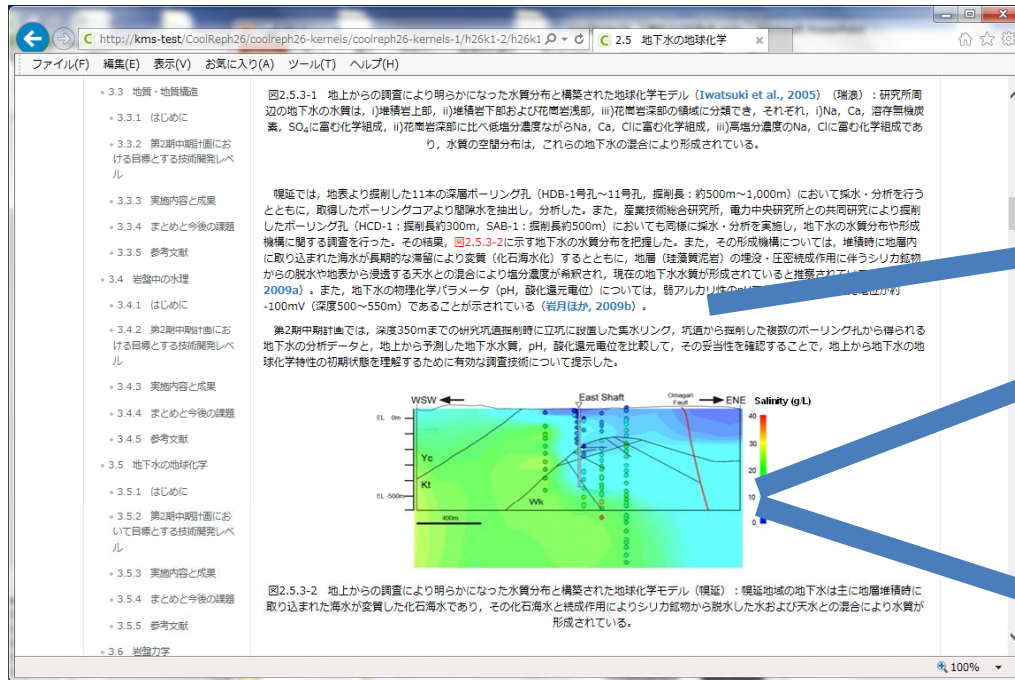 http://kms-test/CoolReph26/coolreph26-kernels/coolreph26-kernels-1/h26k1-2/h26k1
2.5 地下水の地球化学
ファイル(F) 編集(E) 表示(V) お気に入り(A) ツール(T) ヘルプ(H)
3.3 地質・地質構造
3.3.1 はじめに
3.3.2 第2期中期計画にお
ける目標とする技術開発レベ
ル
3.3.3 実施内容と成果
3.3.4 まとめと今後の課題
3.3.5 参考文献
3.4 岩盤中の水理
3.4.1 はじめに
3.4.2 第2期中期計画にお
ける目標とする技術開発レベ
ル
3.4.3 実施内容と成果
3.4.4 まとめと今後の課題
3.4.5 参考文献
3.5 地下水の地球化学
3.5.1 はじめに
3.5.2 第2期中期計画にお
いて目標とする技術開発レベ
ル
3.5.3 実施内容と成果
3.5.4 まとめと今後の課題
3.5.5 参考文献
3.6 岩盤力学
図2.5.3-1 地上からの調査により明らかになった水質分布と構築された地球化学モデル（Iwatsuki et al., 2005）（瑞浪）：研究所周
辺の地下水の水質は，i)堆積岩上部，ii)堆積岩下部および花崗岩浅部，iii)花崗岩深部の領域に分類でき，それぞれ，i)Na，Ca，溶存無機炭
素，SO4に富む化学組成，ii)花崗岩深部に比べ低塩分濃度ながらNa，Ca，Clに富む化学組成，iii)高塩分濃度のNa，Clに富む化学組成であ
り，水質の空間分布は，これらの地下水の混合により形成されている。
幌延では，地表より掘削した11本の深層ボーリング孔（HDB-1号孔～11号孔，掘削長：約500m～1,000m）において採水・分析を行う
とともに，取得したボーリングコアより間隙水を抽出し，分析した。また，産業技術総合研究所，電力中央研究所との共同研究により掘削
したボーリング孔（HCD-1：掘削長約300m，SAB-1：掘削長約500m）においても同様に採水・分析を実施し，地下水の水質分布や形成
機構に関する調査を行った。その結果，図2.5.3-2に示す地下水の水質分布を把握した。また，その形成機構については，堆積時に地層内
に取り込まれた海水が長期的な滞留により変質（化石海水化）するとともに，地層（珪藻質泥岩）の埋没・圧密続成作用に伴うシリカ鉱物
からの脱水や地表から浸透する天水との混合により塩分濃度が希釈され，現在の地下水水質が形成されていると推察されてい
2009a）。また，地下水の物理化学パラメータ（pH，酸化還元電位）については，弱アルカリ性のpH
-100mV（深度500～550m）であることが示されている（岩月ほか, 2009b）。
第2期中期計画では，深度350mまでの研究坑道掘削時に立坑に設置した集水リング，坑道から掘削した複数のボーリング孔から得られる
地下水の分析データと，地上から予測した地下水水質，pH，酸化還元電位を比較して，その妥当性を確認することで，地上から地下水の地
球化学特性の初期状態を理解するために有効な調査技術について提示した。
WSW East Shaft Omagari Fault ENE Salinity (g/L)
EL 0m
40
30
20
10
0
Yc
Kt
Wk
EL-500m
400m
図2.5.3-2 地上からの調査により明らかになった水質分布と構築された地球化学モデル（幌延）：幌延地域の地下水は主に地層堆積時に
取り込まれた海水が変質した化石海水であり，その化石海水と続成作用によりシリカ鉱物から脱水した水および天水との混合により水質が
形成されている。
100%